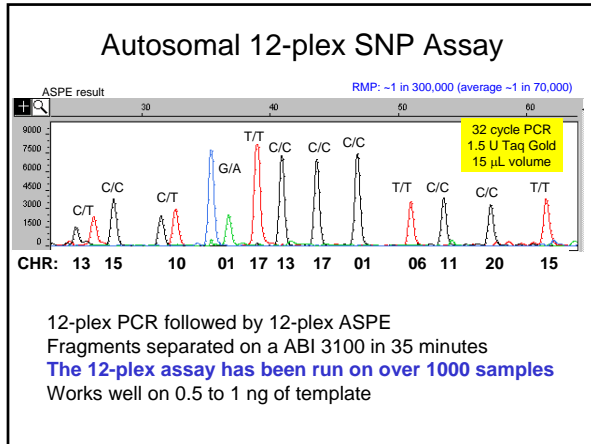 Autosomal 12-plex SNP Assay
ASPE result
RMP: ~1 in 300,000 (average ~1 in 70,000)
30 40 50 60
9000
7500
6000
4500
3000
1500
0
C/T C/C C/T G/A T/T C/C C/C C/C T/T C/C C/C T/T
32 cycle PCR
1.5 U Taq Gold
15 µL volume
CHR: 13 15 10 01 17 13 17 01 06 11 20 15
12-plex PCR followed by 12-plex ASPE
Fragments separated on a ABI 3100 in 35 minutes
The 12-plex assay has been run on over 1000 samples
Works well on 0.5 to 1 ng of template